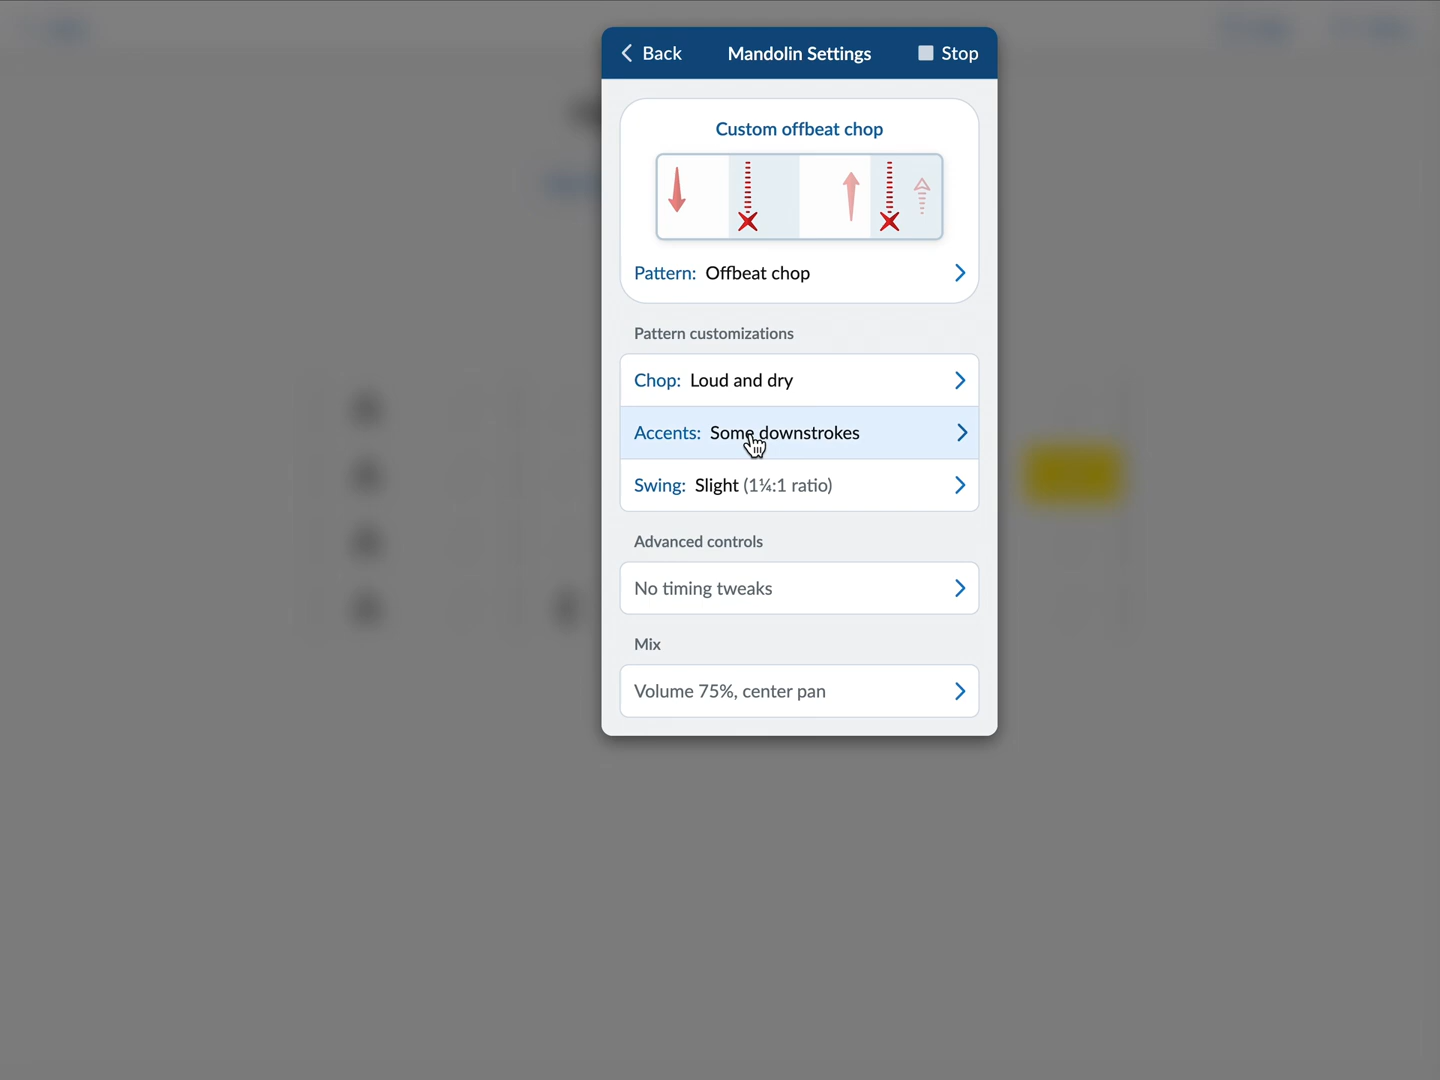 Back
Mandolin Settings
Stop
Custom offbeat chop
Pattern: Offbeat chop
Pattern customizations
Chop: Loud and dry
Accents: Some downstrokes
Swing: Slight (1¼:1 ratio)
Advanced controls
No timing tweaks
Mix
Volume 75%, center pan